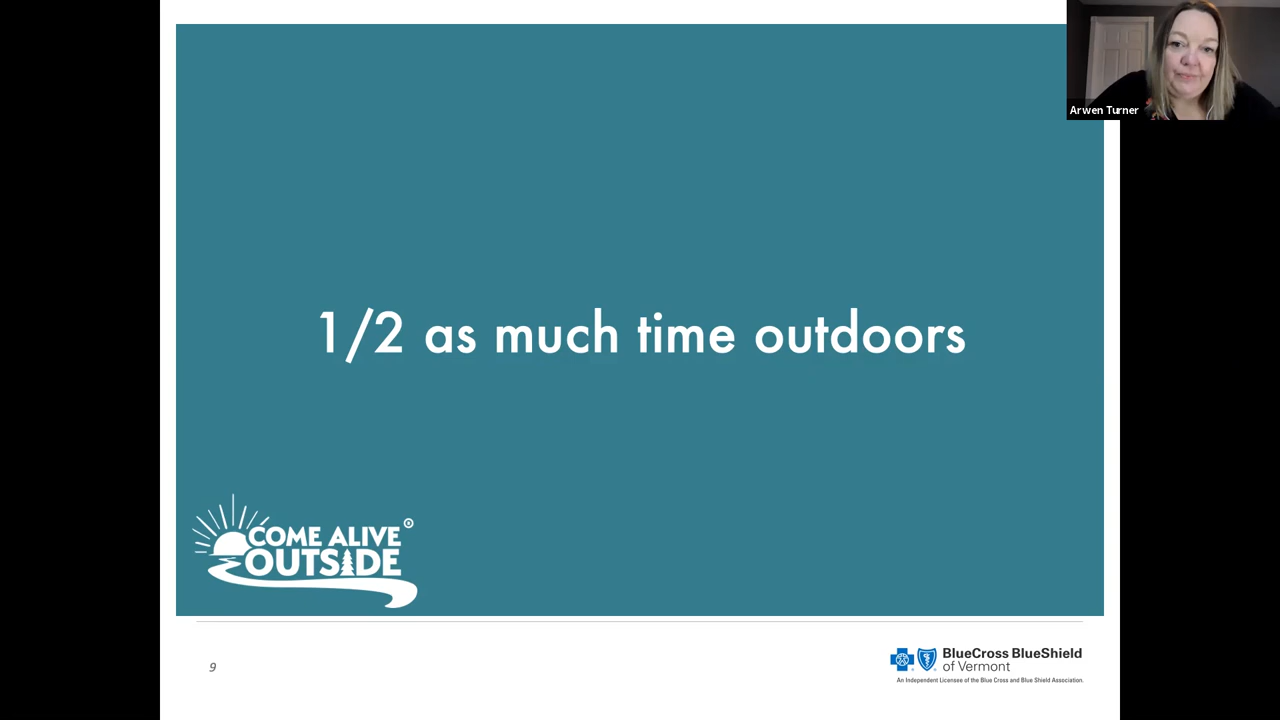 Arwen Turner
1/2 as much time outdoors
COME ALIVE
OUTSIDE
9
BlueCross BlueShield
of Vermont
An Independent Licensee of the Blue Cross and Blue Shield Association.